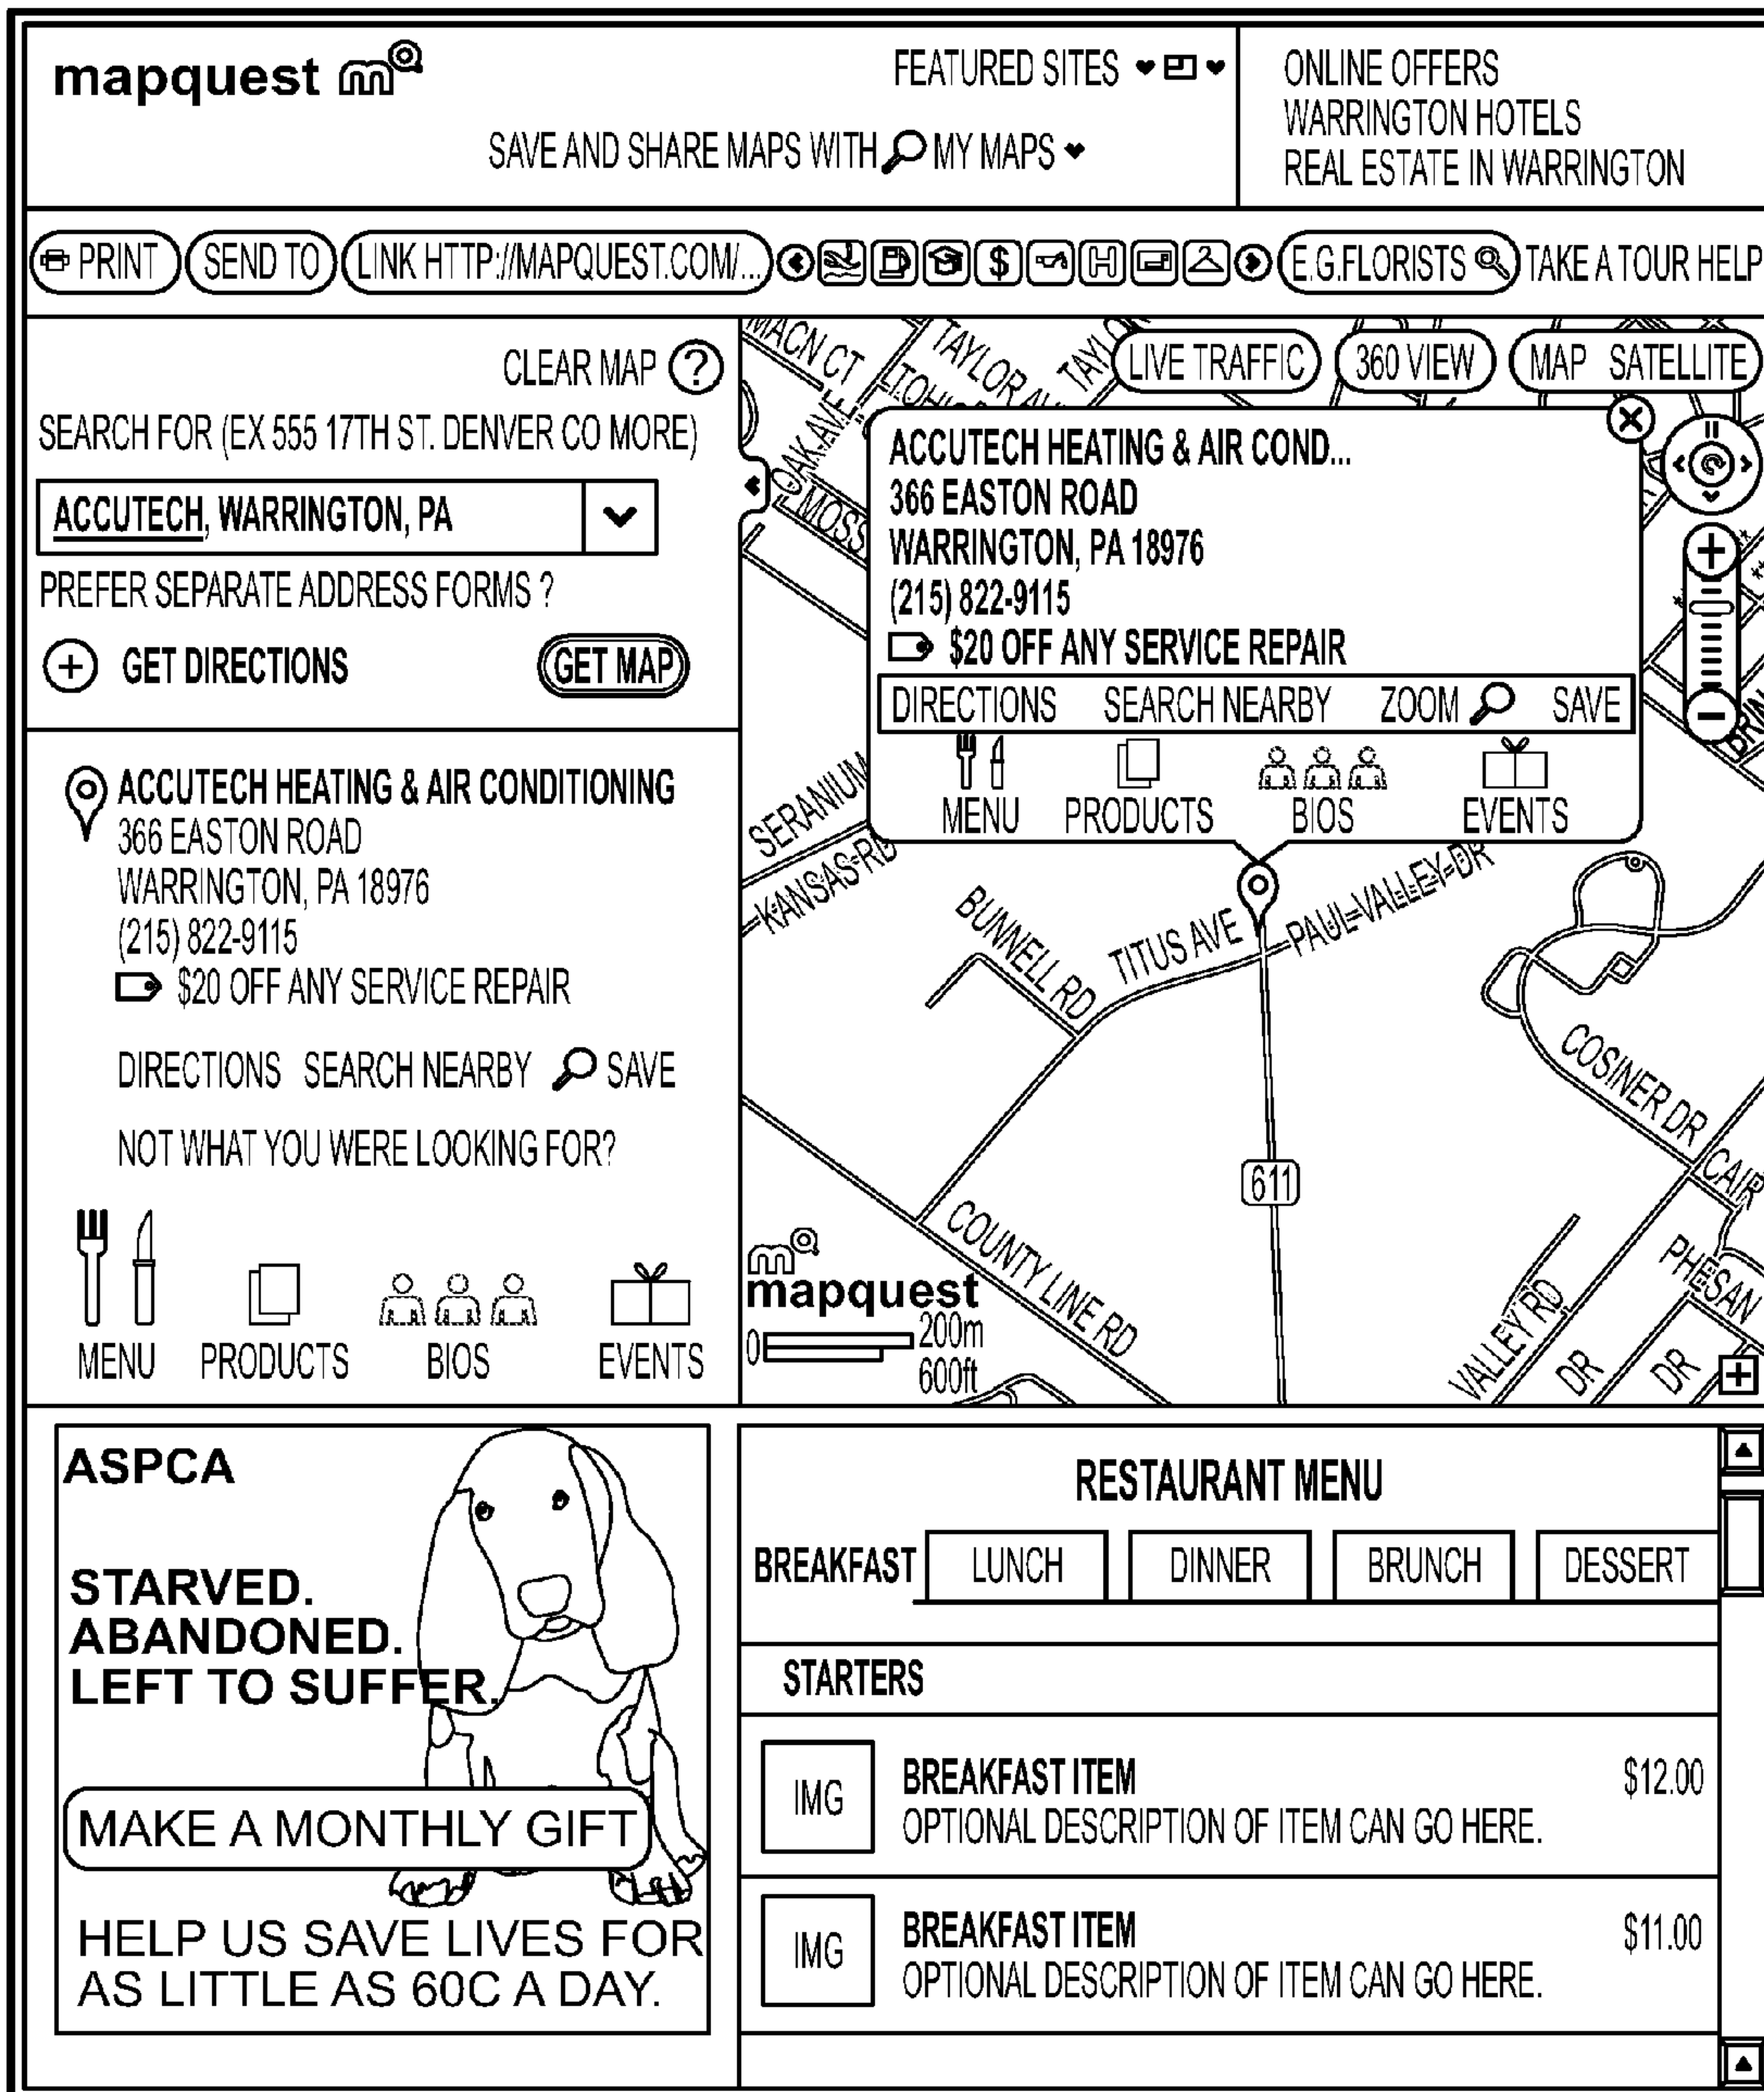 mapquest
FEATURED SITES
SAVE AND SHARE MAPS WITH MY MAPS
ONLINE OFFERS
WARRINGTON HOTELS
REAL ESTATE IN WARRINGTON
PRINT SEND TO LINK HTTP://MAPQUEST.COM/... $ H E.G.FLORISTS TAKE A TOUR HELP
CLEAR MAP ?
SEARCH FOR (EX 555 17TH ST. DENVER CO MORE)
ACCUTECH, WARRINGTON, PA
PREFER SEPARATE ADDRESS FORMS ?
+ GET DIRECTIONS GET MAP
ACCUTECH HEATING & AIR CONDITIONING
366 EASTON ROAD
WARRINGTON, PA 18976
(215) 822-9115
$20 OFF ANY SERVICE REPAIR
DIRECTIONS SEARCH NEARBY SAVE
NOT WHAT YOU WERE LOOKING FOR?
MENU PRODUCTS BIOS EVENTS
LIVE TRAFFIC 360 VIEW MAP SATELLITE
MACN CT
TAYLOR
OAK AVE
MOSS
ACCUTECH HEATING & AIR COND...
366 EASTON ROAD
WARRINGTON, PA 18976
(215) 822-9115
$20 OFF ANY SERVICE REPAIR
DIRECTIONS SEARCH NEARBY ZOOM SAVE
MENU PRODUCTS BIOS EVENTS
SERANIUM
KANSAS RD
BUNNELL RD
TITUS AVE
PAUL VALLEY DR
COSINER DR
611
CAIR
PHESAN
COUNTY LINE RD
VALLEY RD
DR
DR
mapquest
0 200m
600ft
ASPCA
STARVED.
ABANDONED.
LEFT TO SUFFER.
MAKE A MONTHLY GIFT
HELP US SAVE LIVES FOR
AS LITTLE AS 60C A DAY.
RESTAURANT MENU
BREAKFAST LUNCH DINNER BRUNCH DESSERT
STARTERS
IMG
BREAKFAST ITEM $12.00
OPTIONAL DESCRIPTION OF ITEM CAN GO HERE.
IMG
BREAKFAST ITEM $11.00
OPTIONAL DESCRIPTION OF ITEM CAN GO HERE.